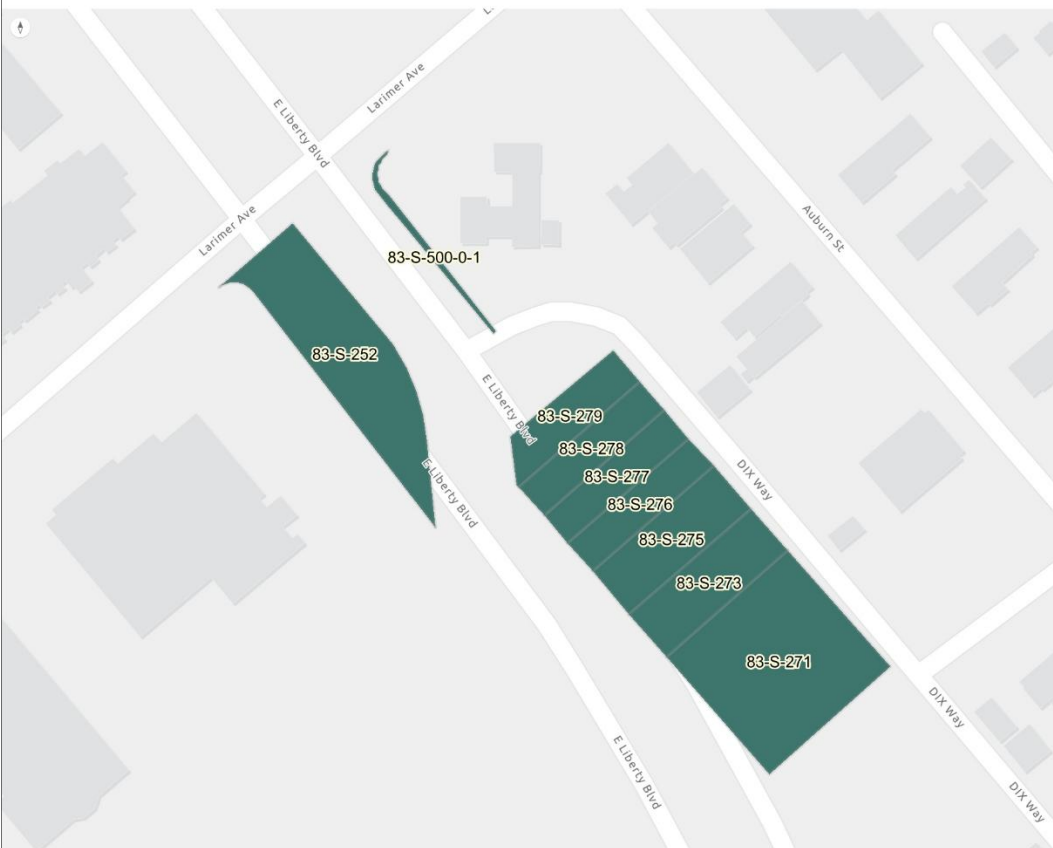 Larimer Ave
E Liberty Blvd
Larimer Ave
Auburn St
83-S-500-0-1
83-S-252
E Liberty Blvd
83-S-279
83-S-278
83-S-277
DIX Way
E Liberty Blvd
83-S-276
83-S-275
83-S-273
83-S-271
DIX Way
E Liberty Blvd
DIX Way